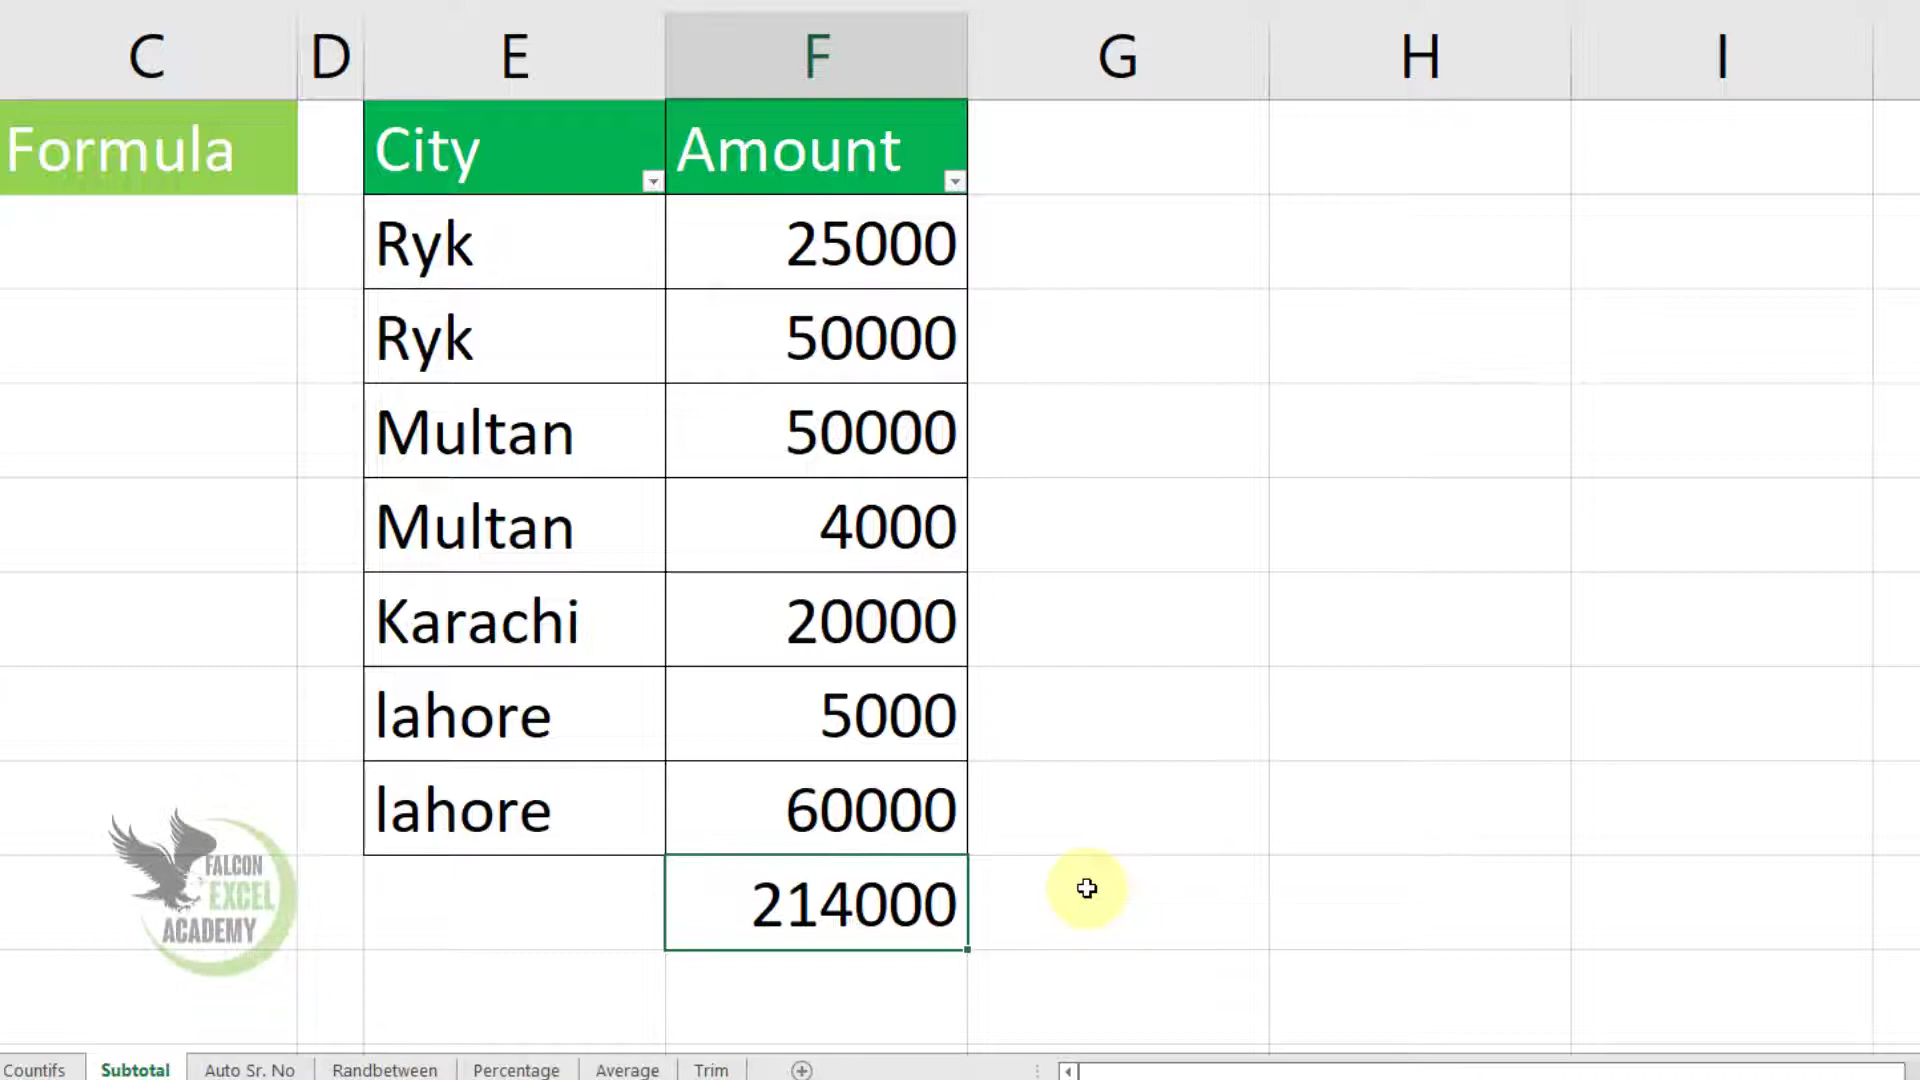 C D E F G H I
Formula City Amount
Ryk 25000
Ryk 50000
Multan 50000
Multan 4000
Karachi 20000
lahore 5000
lahore 60000
214000
FALCON
EXCEL
ACADEMY
Countifs Subtotal Auto Sr. No Randbetween Percentage Average Trim